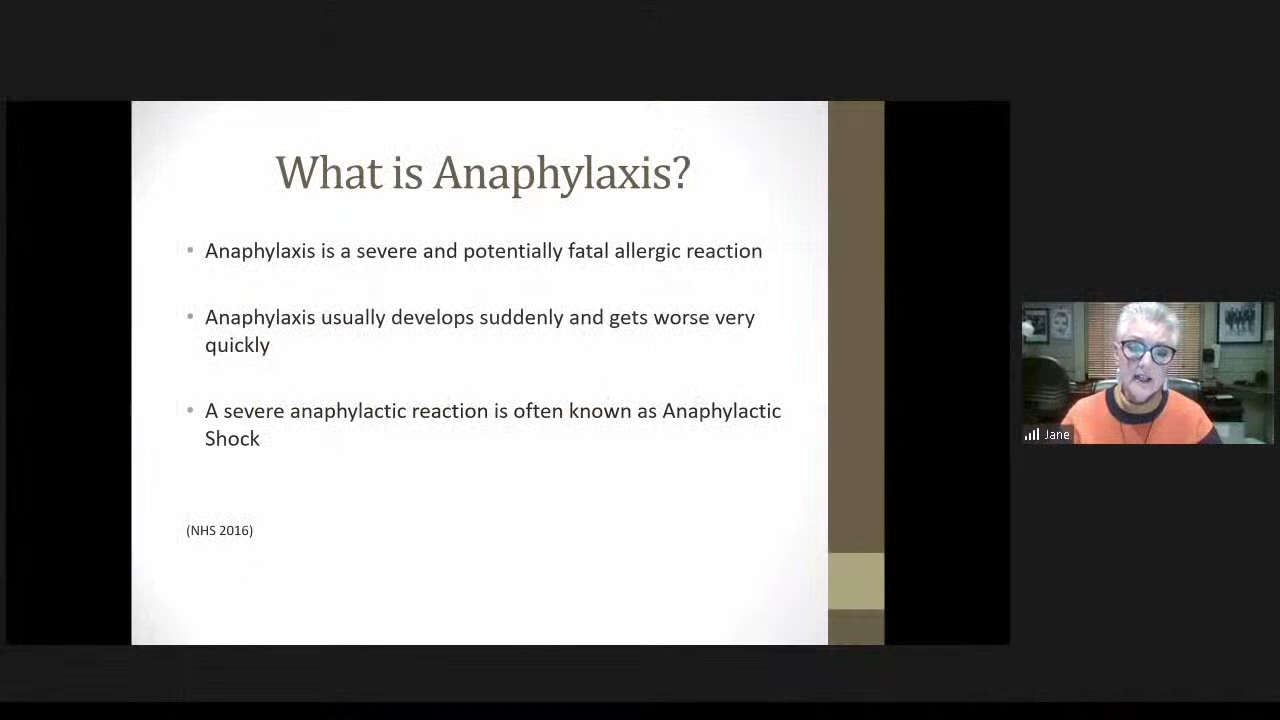 What is Anaphylaxis?
• Anaphylaxis is a severe and potentially fatal allergic reaction
• Anaphylaxis usually develops suddenly and gets worse very
quickly
• A severe anaphylactic reaction is often known as Anaphylactic
Shock
(NHS 2016)
Jane